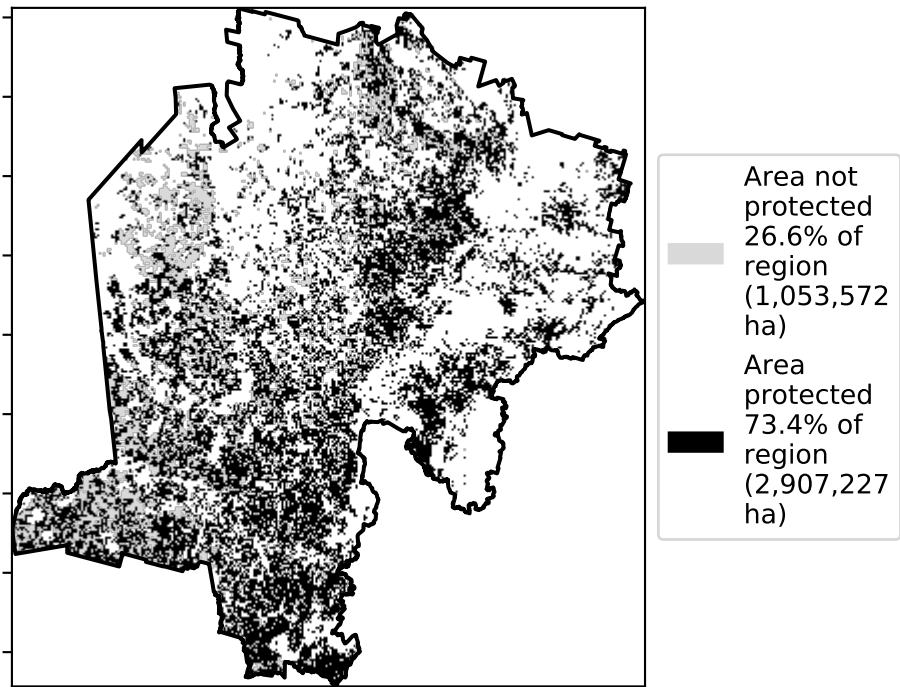 Area not
protected
26.6% of
region
(1,053,572
ha)
Area
protected
73.4% of
region
(2,907,227
ha)